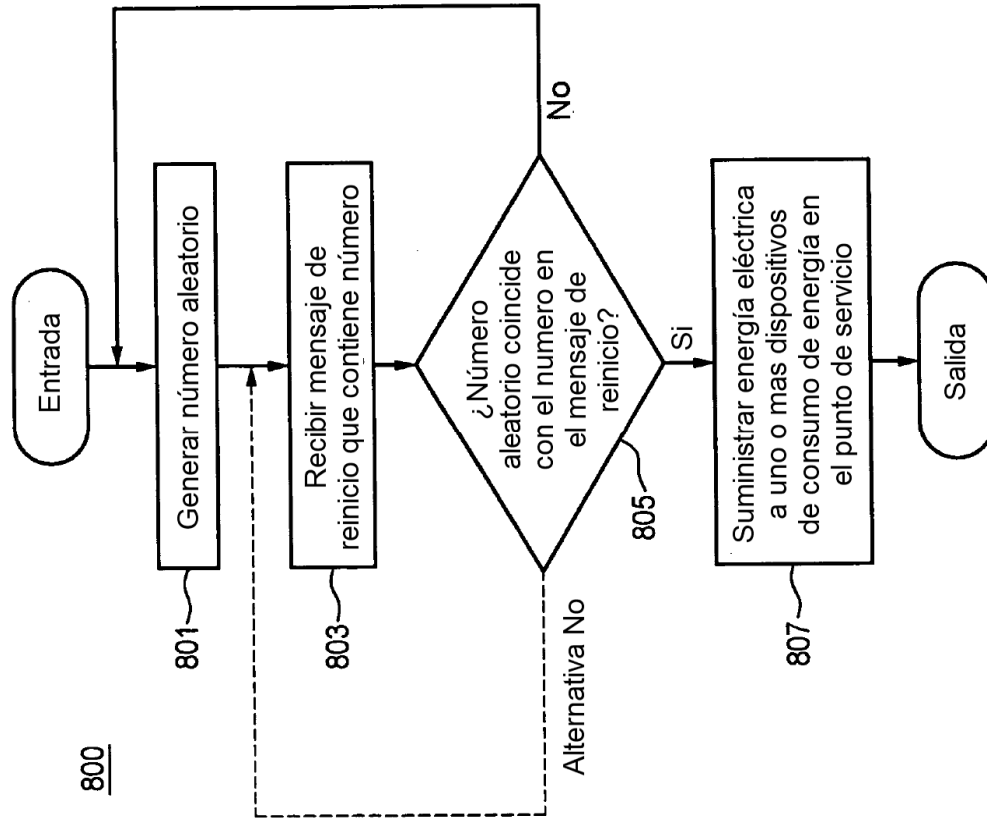 800
Entrada
801
Generar número aleatorio
803
Recibir mensaje de
reinicio que contiene número
¿Número
aleatorio coincide
con el numero en
el mensaje de
reinicio?
No
Alternativa No
805
Si
807
Suministrar energía eléctrica
a uno o mas dispositivos
de consumo de energía en
el punto de servicio
Salida